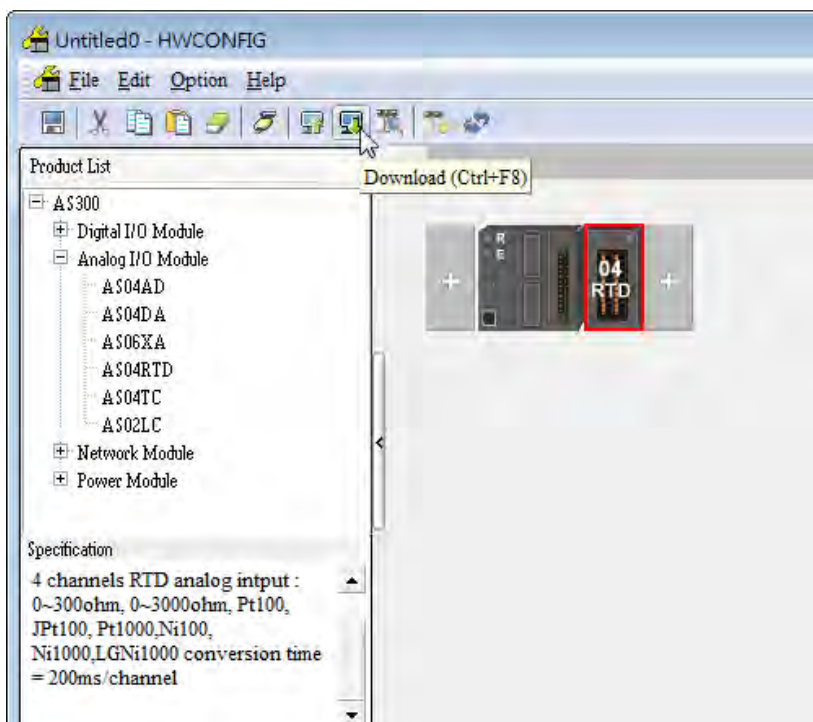 Untitled0 - HWCONFIG
File Edit Option Help
Download (Ctrl+F8)
Product List
AS300
Digital I/O Module
Analog I/O Module
AS04AD
AS04DA
AS06XA
AS04RTD
AS04TC
AS02LC
Network Module
Power Module
R
E
04
RTD
Specification
4 channels RTD analog intput :
0~300ohm, 0~3000ohm, Pt100,
JPt100, Pt1000,Ni100,
Ni1000,LGNi1000 conversion time
= 200ms/channel